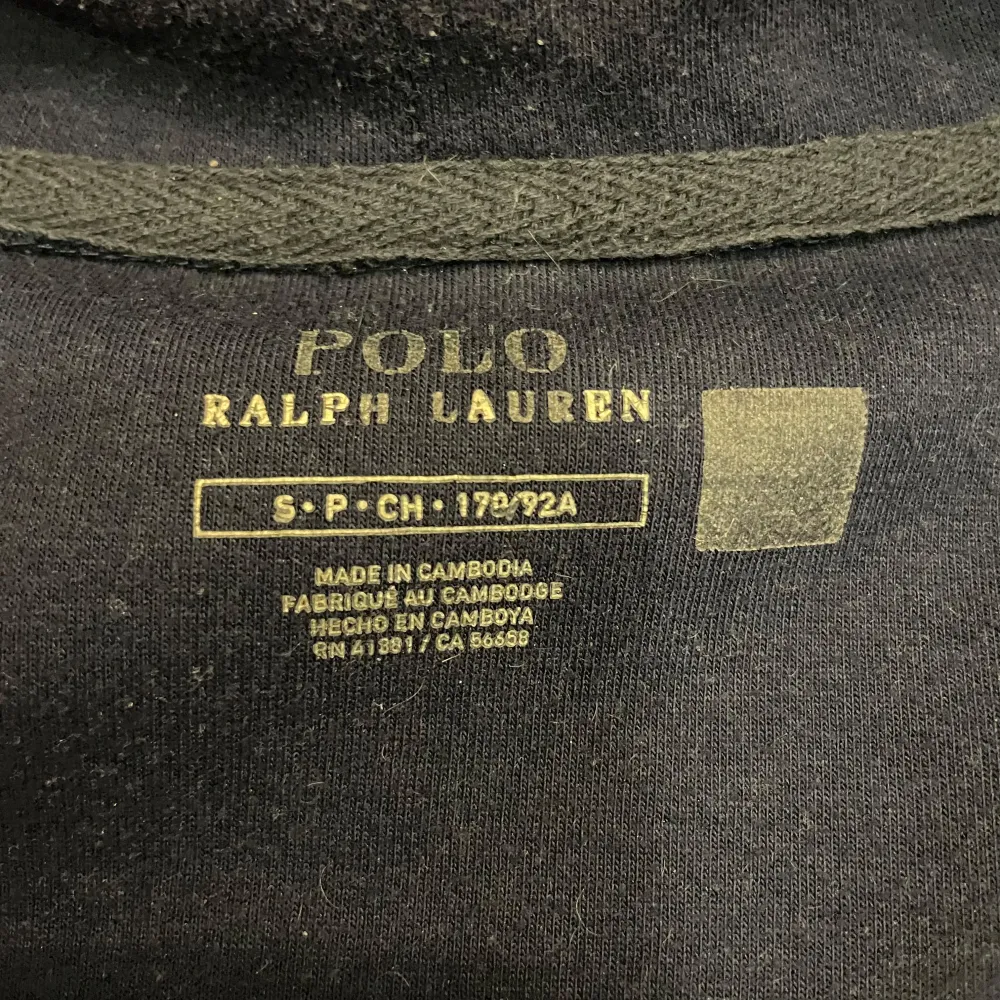 POLO
RALPH LAUREN
S•P•CH•170/92A
MADE IN CAMBODIA
FABRIQUÉ AU CAMBODGE
HECHO EN CAMBOYA
RN 41381 / CA 56658